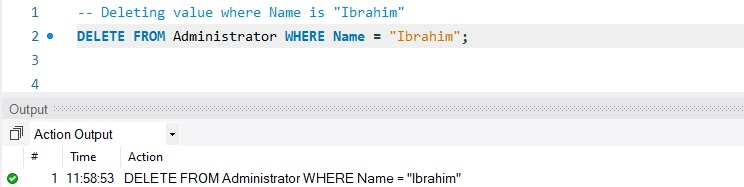 1 -- Deleting value where Name is "Ibrahim"
2 DELETE FROM Administrator WHERE Name = "Ibrahim";
3
4
Output
Action Output
# Time Action
1 11:58:53 DELETE FROM Administrator WHERE Name = "Ibrahim"